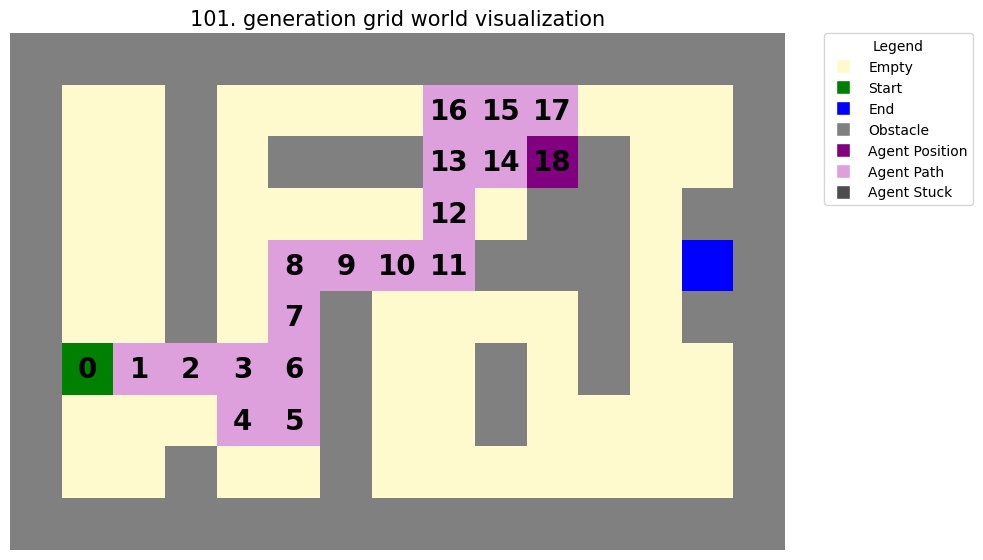 101. generation grid world visualization
Legend
Empty
Start
End
Obstacle
Agent Position
Agent Path
Agent Stuck
16 15 17
13 14 18
12
8 9 10 11
7
0 1 2 3 6
4 5